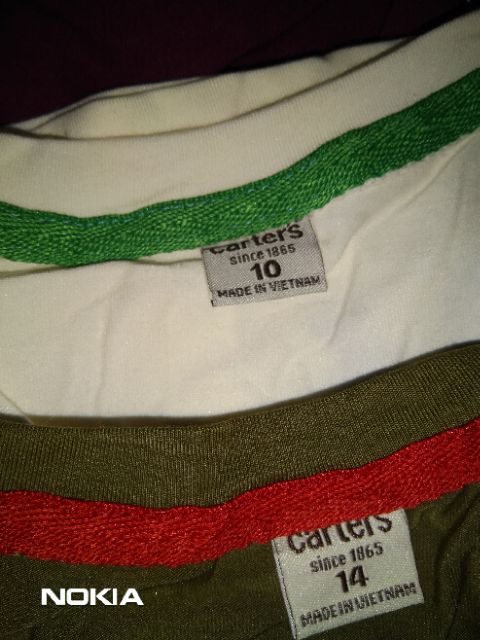 carter's
since 1865
10
MADE IN VIETNAM
carter's
since 1865
14
MADE IN VIETNAM
NOKIA